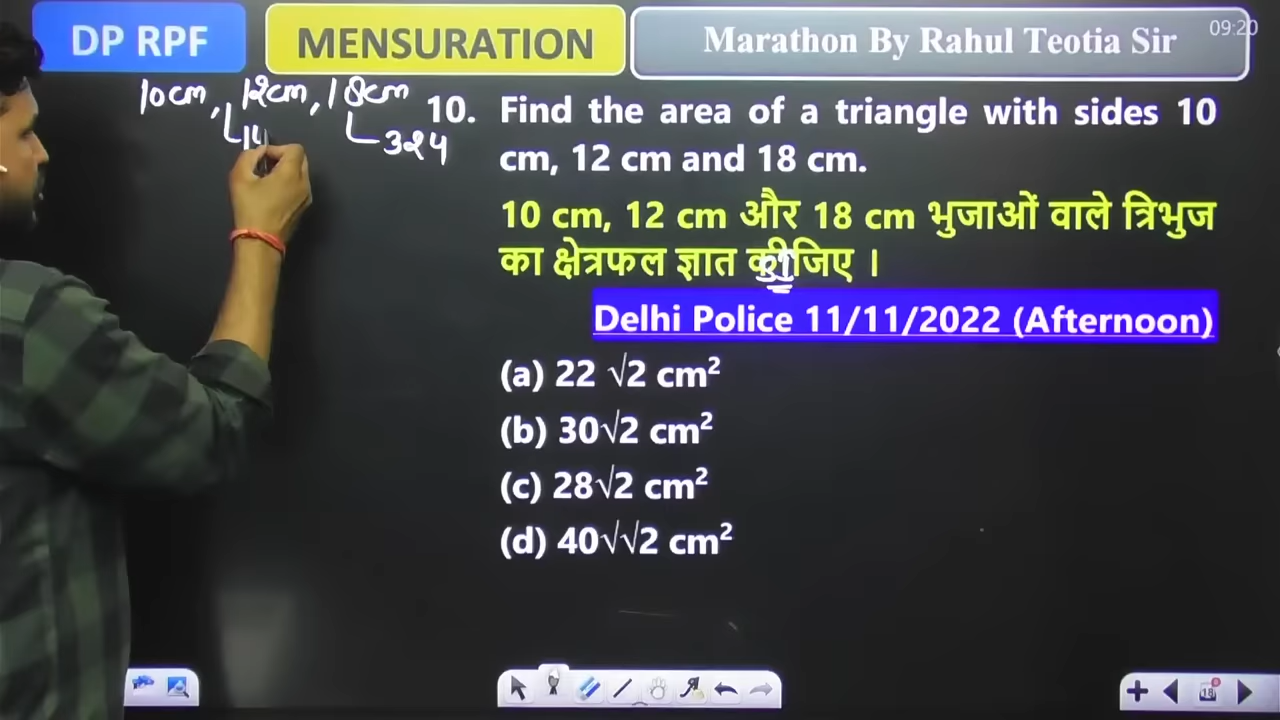 DP RPF
MENSURATION
Marathon By Rahul Teotia Sir
09:20
10cm, 12cm, 18cm
14
324
10. Find the area of a triangle with sides 10
cm, 12 cm and 18 cm.
10 cm, 12 cm और 18 cm भुजाओं वाले त्रिभुज
का क्षेत्रफल ज्ञात कीजिए ।
Delhi Police 11/11/2022 (Afternoon)
(a) 22 √2 cm²
(b) 30√2 cm²
(c) 28√2 cm²
(d) 40√√2 cm²
18